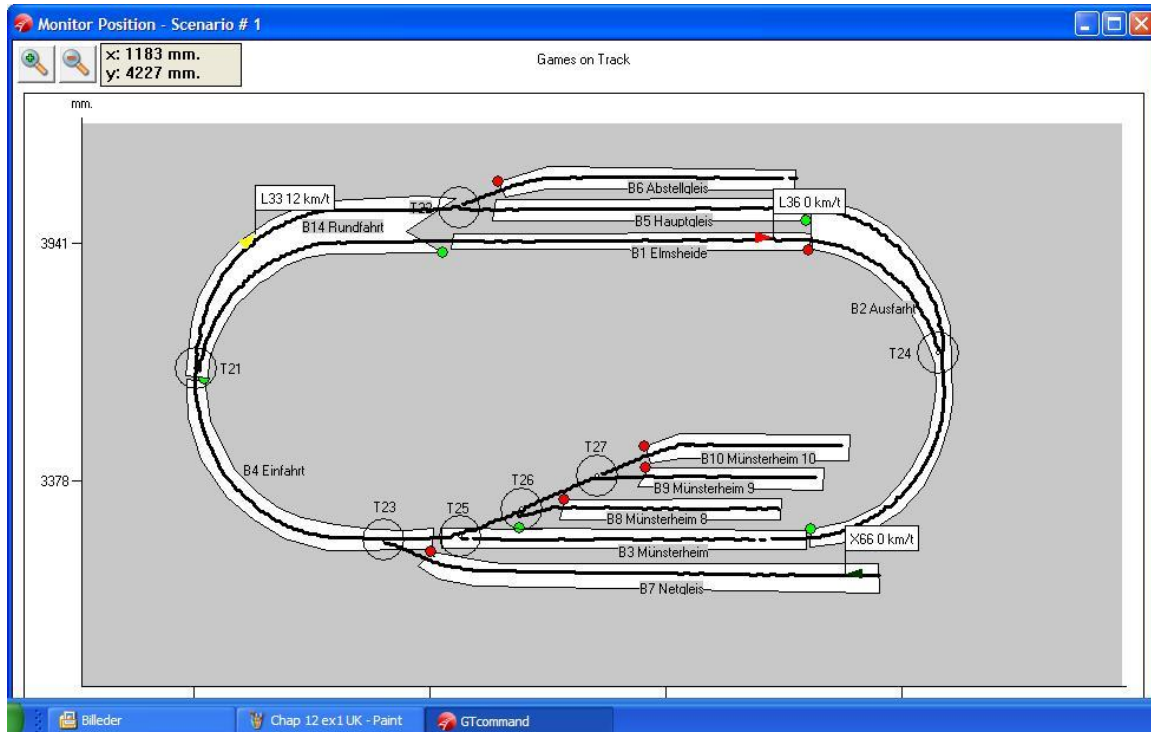 Monitor Position - Scenario # 1
x: 1183 mm.
y: 4227 mm.
Games on Track
mm.
B6 Abstellgleis
L33 12 km/t
L36 0 km/t
T22
B5 Hauptgleis
B14 Rundfahrt
3941
B1 Elmsheide
B2 Ausfarht
T24
T21
T27
B10 Münsterheim 10
B4 Einfahrt
3378
B9 Münsterheim 9
T26
T23
T25
B8 Münsterheim 8
X66 0 km/t
B3 Münsterheim
B7 Netgleis
Billeder
Chap 12 ex1 UK - Paint
GTcommand